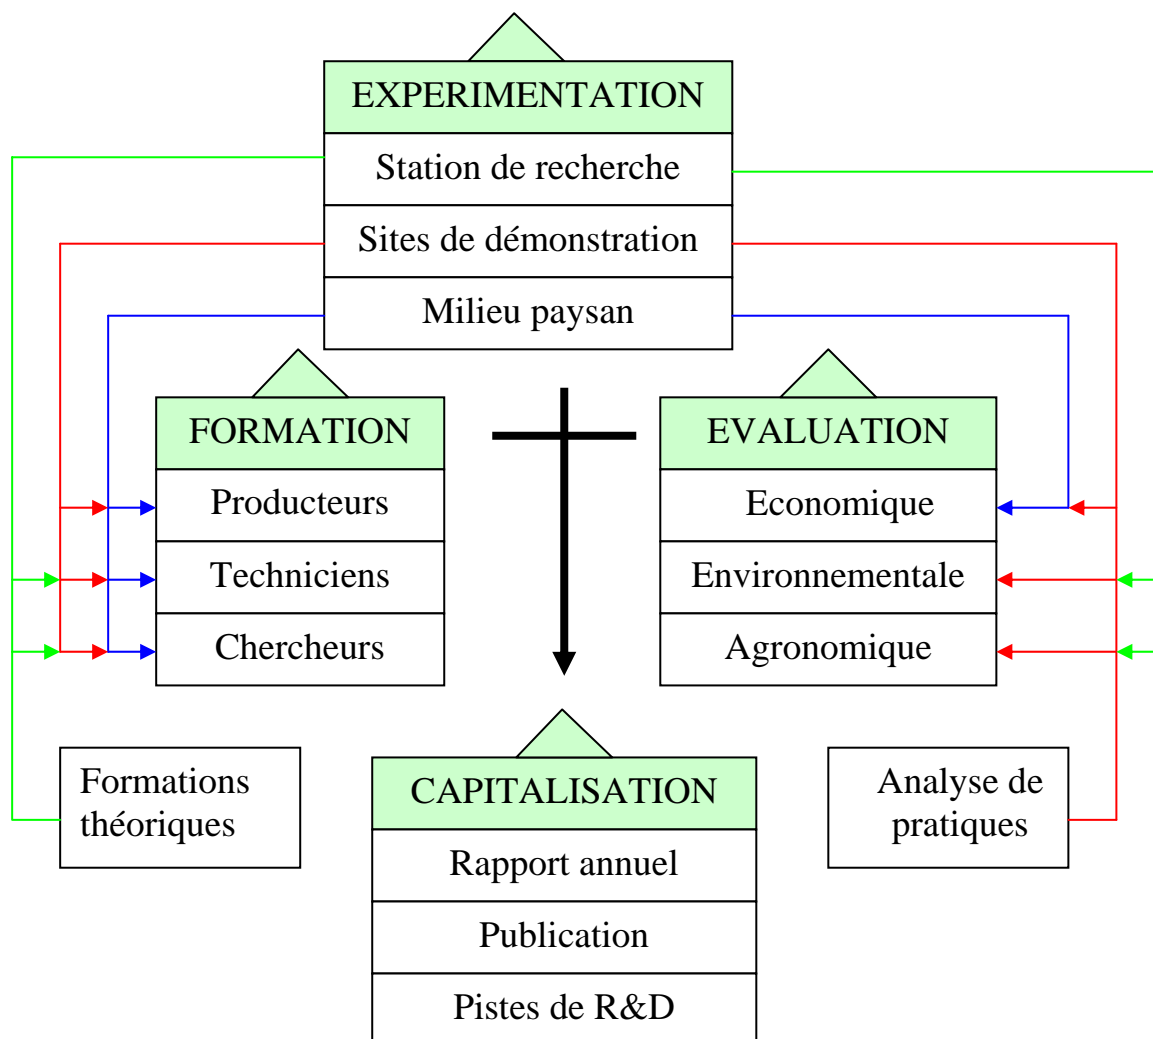 EXPERIMENTATION
Station de recherche
Sites de démonstration
Milieu paysan
FORMATION
Producteurs
Techniciens
Chercheurs
EVALUATION
Economique
Environnementale
Agronomique
Formations
théoriques
CAPITALISATION
Rapport annuel
Publication
Pistes de R&D
Analyse de
pratiques